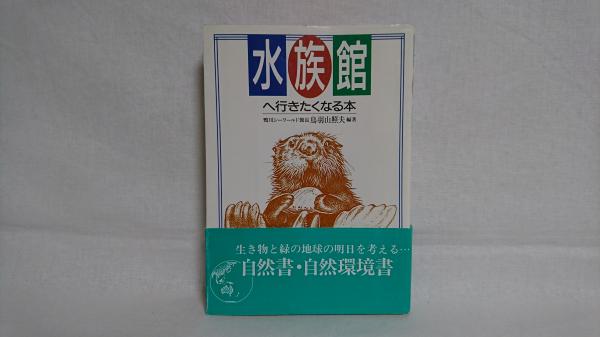 水族館
へ行きたくなる本
鴨川シーワールド館長 鳥羽山照夫 編著
生き物と緑の地球の明日を考える…
自然書・自然環境書